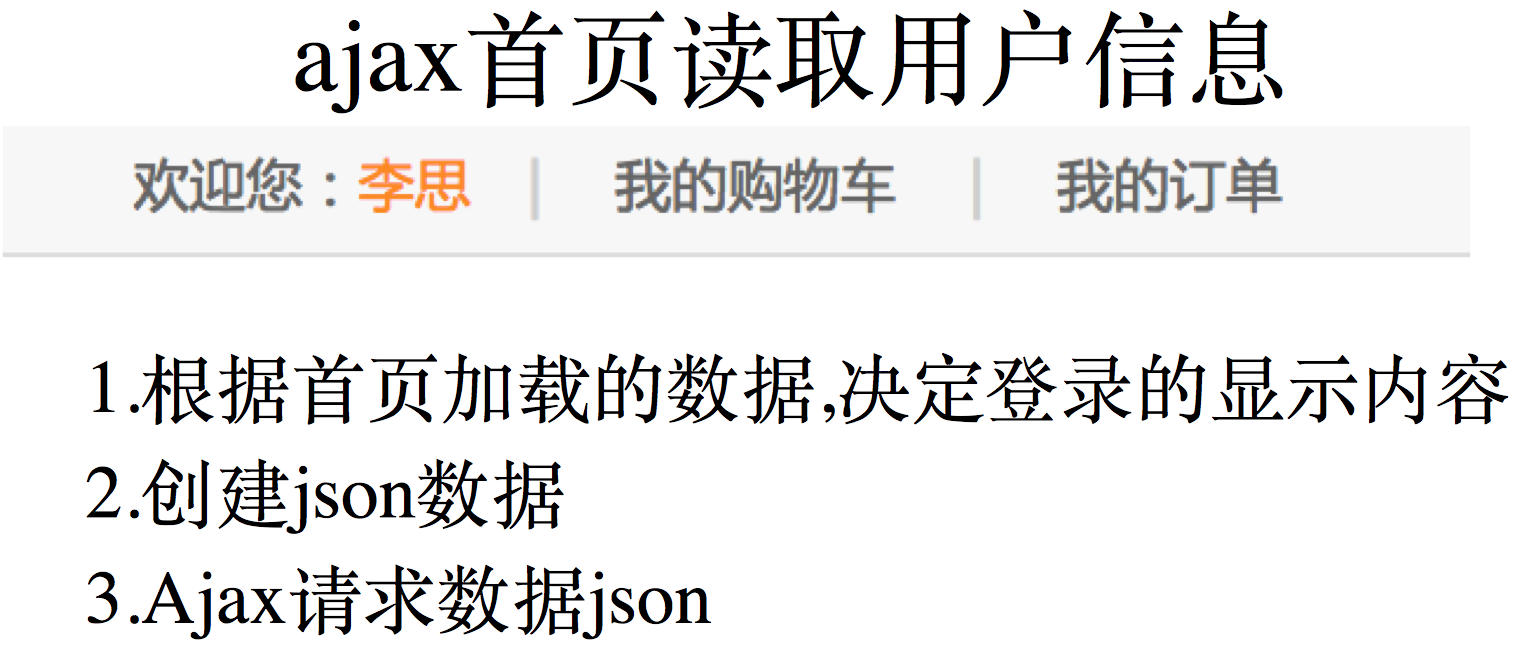 ajax首页读取用户信息
欢迎您：李思 | 我的购物车 | 我的订单
1.根据首页加载的数据,决定登录的显示内容
2.创建json数据
3.Ajax请求数据json